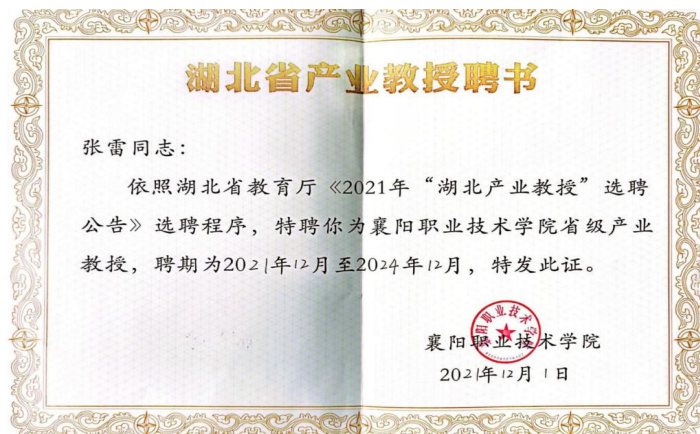 湖北省产业教授聘书
张雷同志：
依照湖北省教育厅《2021年“湖北产业教授”选聘
公告》选聘程序，特聘你为襄阳职业技术学院省级产业
教授，聘期为2021年12月至2024年12月，特发此证。
襄阳职业技术学院
2021年12月1日